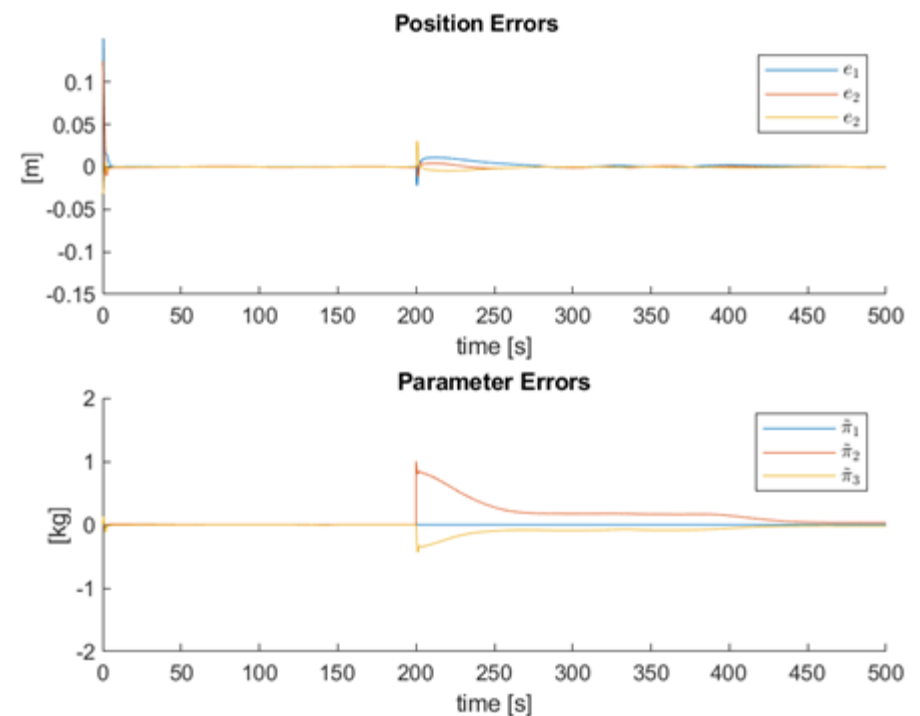 Position Errors
0.1
0.05
0
-0.05
-0.1
-0.15
[m]
e₁
e₂
e₂
0 50 100 150 200 250 300 350 400 450 500
time [s]
Parameter Errors
2
1
0
-1
-2
[kg]
π̃₁
π̃₂
π̃₃
0 50 100 150 200 250 300 350 400 450 500
time [s]